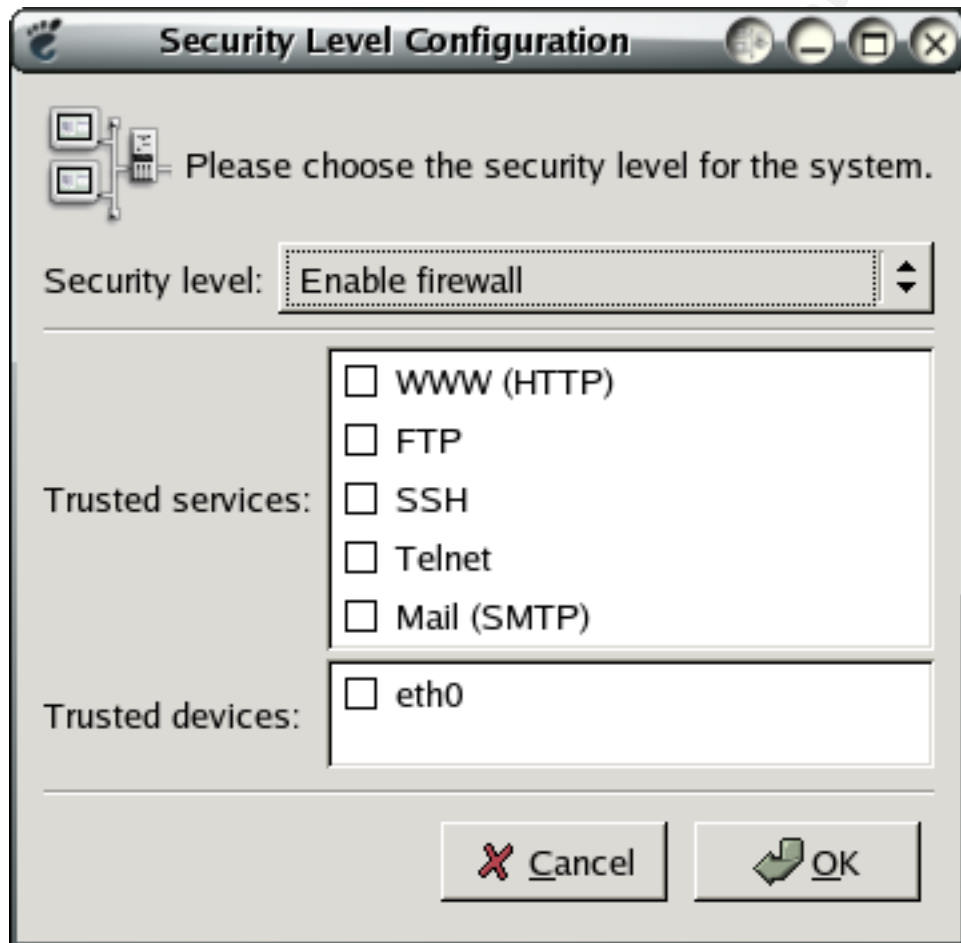 Security Level Configuration
Please choose the security level for the system.
Security level: Enable firewall
Trusted services:
WWW (HTTP)
FTP
SSH
Telnet
Mail (SMTP)
Trusted devices:
eth0
Cancel
OK